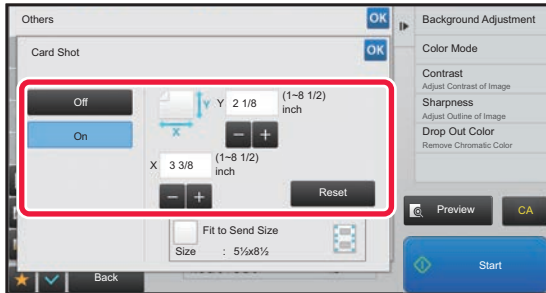 Others
OK
Card Shot
OK
Off
On
Y
X
Y 2 1/8
(1~8 1/2)
inch
X 3 3/8
(1~8 1/2)
inch
Reset
Fit to Send Size
Size : 5½x8½
Back
Background Adjustment
Color Mode
Contrast
Adjust Contrast of Image
Sharpness
Adjust Outline of Image
Drop Out Color
Remove Chromatic Color
Preview
CA
Start